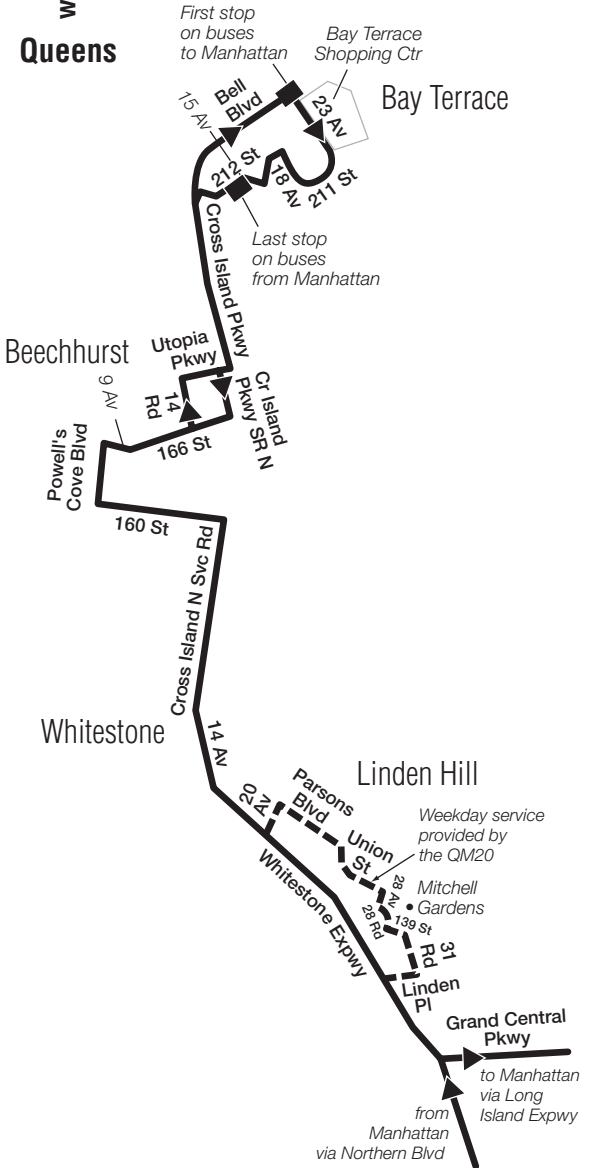 w
Queens
First stop
on buses
to Manhattan
Bay Terrace
Shopping Ctr
Bay Terrace
Bell
Blvd
15 Av
23 Av
212 St
18 Av
211 St
Last stop
on buses
from Manhattan
Cross Island Pkwy
Beechhurst
Utopia
Pkwy
9 Av
14
Rd
Cr Island
Pkwy SR N
166 St
Powell's
Cove Blvd
160 St
Cross Island N Svc Rd
Whitestone
14 Av
Linden Hill
20
Av
Parsons
Blvd
Union
St
Weekday service
provided by
the QM20
28 Av
Mitchell
Gardens
28 Rd
139 St
31
Rd
Whitestone Expwy
Linden
Pl
Grand Central
Pkwy
to Manhattan
via Long
Island Expwy
from
Manhattan
via Northern Blvd